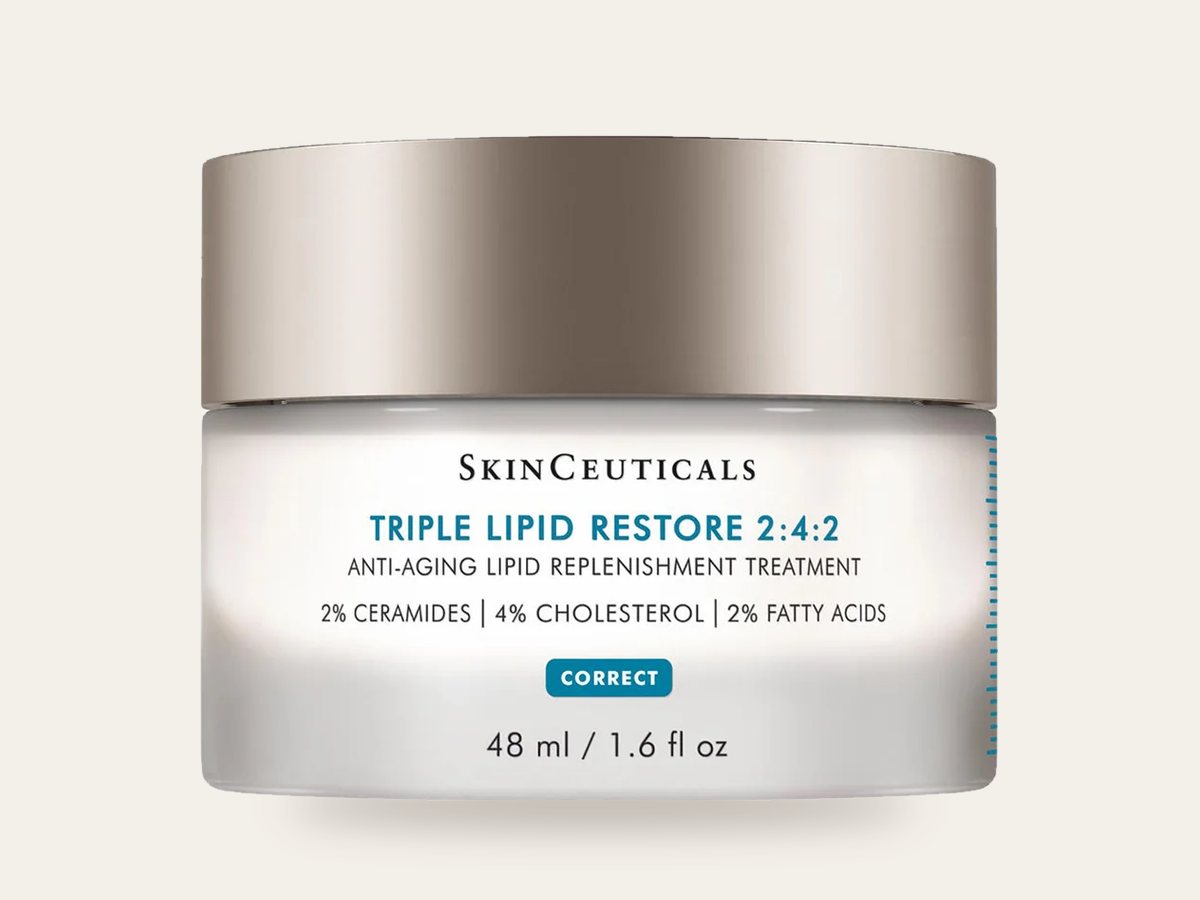 SKINCEUTICALS
TRIPLE LIPID RESTORE 2:4:2
ANTI-AGING LIPID REPLENISHMENT TREATMENT
2% CERAMIDES | 4% CHOLESTEROL | 2% FATTY ACIDS
CORRECT
48 ml / 1.6 fl oz